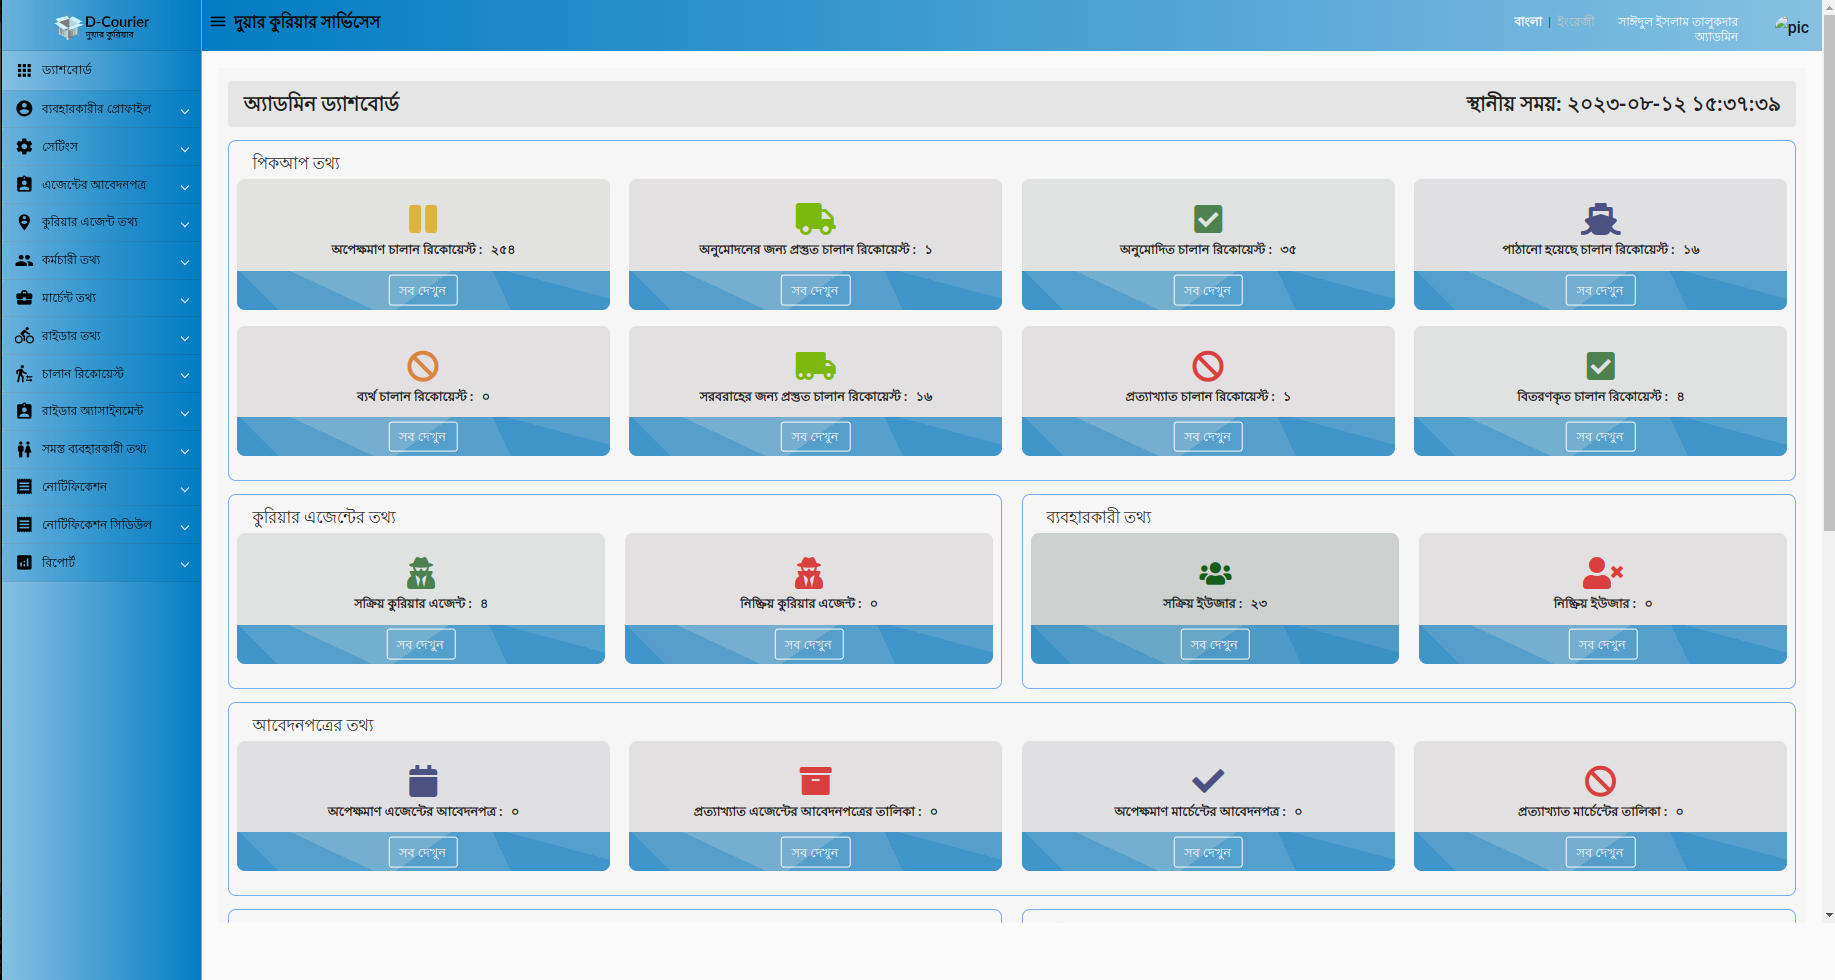 D-Courier
দুয়ার কুরিয়ার
দুয়ার কুরিয়ার সার্ভিসেস
বাংলা | ইংরেজী
সাঈদুল ইসলাম তালুকদার
অ্যাডমিন
pic
ড্যাশবোর্ড
ব্যবহারকারীর প্রোফাইল
সেটিংস
এজেন্টের আবেদনপত্র
কুরিয়ার এজেন্ট তথ্য
কর্মচারী তথ্য
মার্চেন্ট তথ্য
রাইডার তথ্য
চালান রিকোয়েস্ট
রাইডার অ্যাসাইনমেন্ট
সমস্ত ব্যবহারকারী তথ্য
নোটিফিকেশন
নোটিফিকেশন সিডিউল
রিপোর্ট
অ্যাডমিন ড্যাশবোর্ড
স্থানীয় সময়: ২০২৩-০৮-১২ ১৫:৩৭:৩৯
পিকআপ তথ্য
অপেক্ষমাণ চালান রিকোয়েস্ট : ২৫৪
সব দেখুন
অনুমোদনের জন্য প্রস্তুত চালান রিকোয়েস্ট : ১
সব দেখুন
অনুমোদিত চালান রিকোয়েস্ট : ৩৫
সব দেখুন
পাঠানো হয়েছে চালান রিকোয়েস্ট : ১৬
সব দেখুন
ব্যর্থ চালান রিকোয়েস্ট : ০
সব দেখুন
সরবরাহের জন্য প্রস্তুত চালান রিকোয়েস্ট : ১৬
সব দেখুন
প্রত্যাখ্যাত চালান রিকোয়েস্ট : ১
সব দেখুন
বিতরণকৃত চালান রিকোয়েস্ট : ৪
সব দেখুন
কুরিয়ার এজেন্টের তথ্য
সক্রিয় কুরিয়ার এজেন্ট : ৪
সব দেখুন
নিষ্ক্রিয় কুরিয়ার এজেন্ট : ০
সব দেখুন
ব্যবহারকারী তথ্য
সক্রিয় ইউজার : ২৩
সব দেখুন
নিষ্ক্রিয় ইউজার : ০
সব দেখুন
আবেদনপত্রের তথ্য
অপেক্ষমাণ এজেন্টের আবেদনপত্র : ০
সব দেখুন
প্রত্যাখ্যাত এজেন্টের আবেদনপত্রের তালিকা : ০
সব দেখুন
অপেক্ষমাণ মার্চেন্টের আবেদনপত্র : ০
সব দেখুন
প্রত্যাখ্যাত মার্চেন্টের তালিকা : ০
সব দেখুন